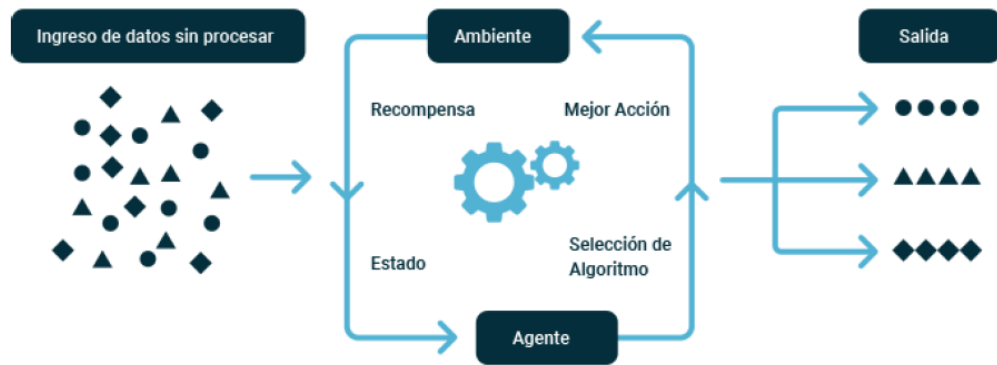 Ingreso de datos sin procesar
Ambiente
Salida
Recompensa
Mejor Acción
Estado
Selección de
Algoritmo
Agente